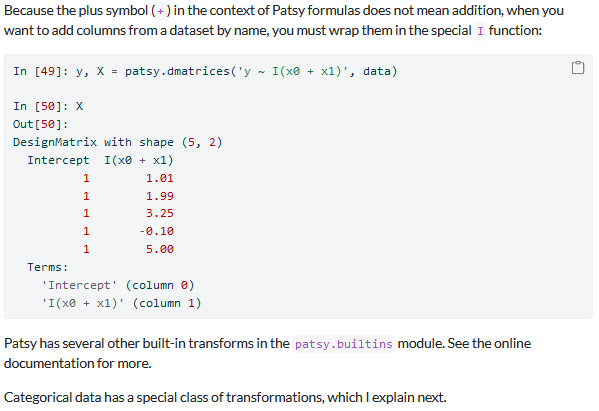 Because the plus symbol (+) in the context of Patsy formulas does not mean addition, when you
want to add columns from a dataset by name, you must wrap them in the special I function:
In [49]: y, X = patsy.dmatrices('y ~ I(x0 + x1)', data)
In [50]: X
Out[50]:
DesignMatrix with shape (5, 2)
  Intercept  I(x0 + x1)
          1        1.01
          1        1.99
          1        3.25
          1       -0.10
          1        5.00
  Terms:
    'Intercept' (column 0)
    'I(x0 + x1)' (column 1)
Patsy has several other built-in transforms in the patsy.builtins module. See the online
documentation for more.
Categorical data has a special class of transformations, which I explain next.